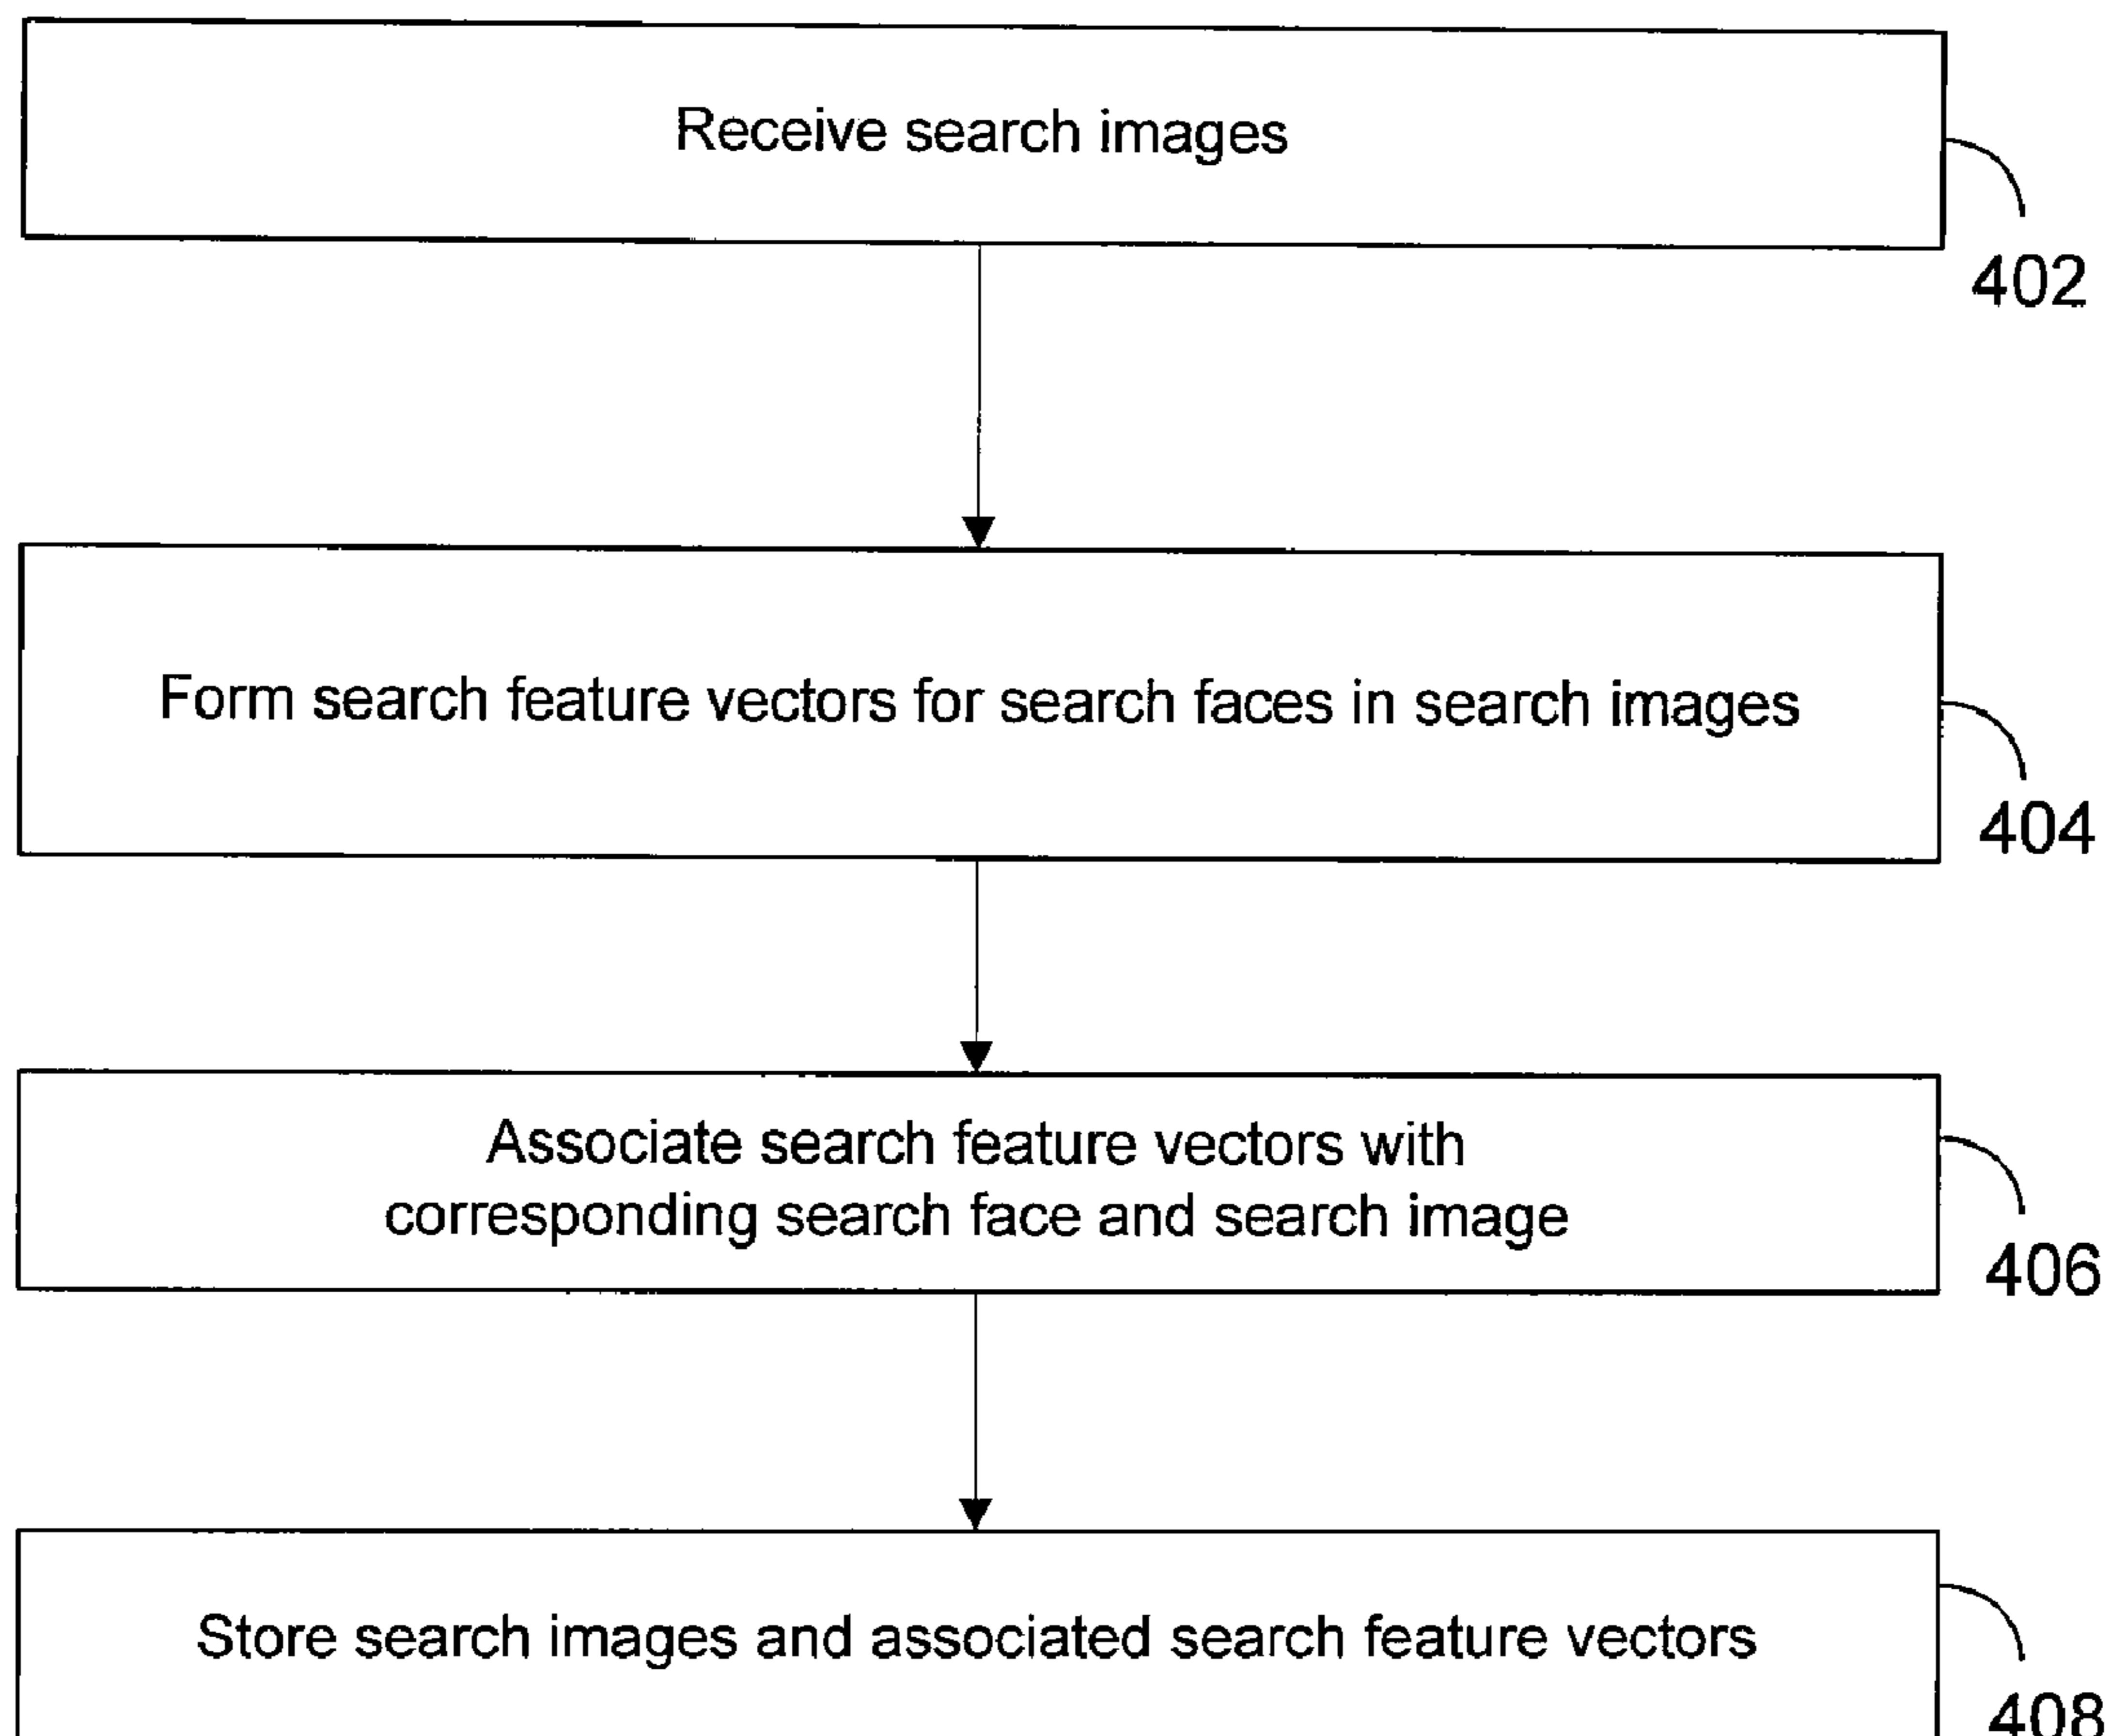 Receive search images
402
Form search feature vectors for search faces in search images
404
Associate search feature vectors with
corresponding search face and search image
406
Store search images and associated search feature vectors
408